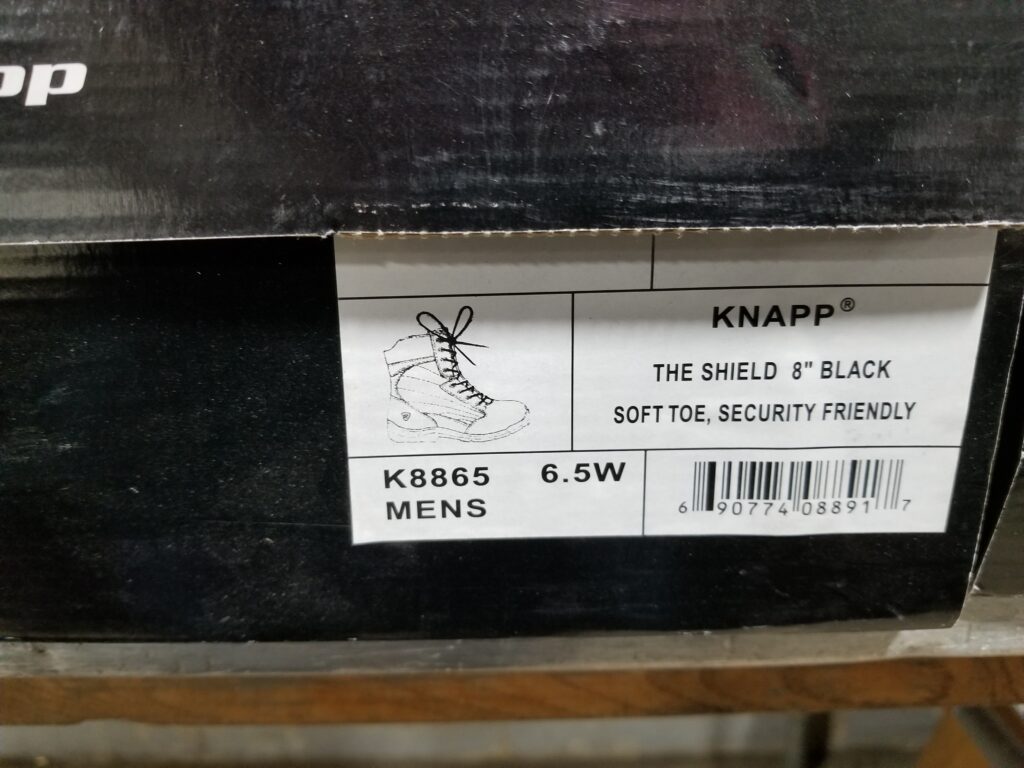 pp
KNAPP®
THE SHIELD 8" BLACK
SOFT TOE, SECURITY FRIENDLY
K8865 6.5W
MENS
6 90774 08891 7